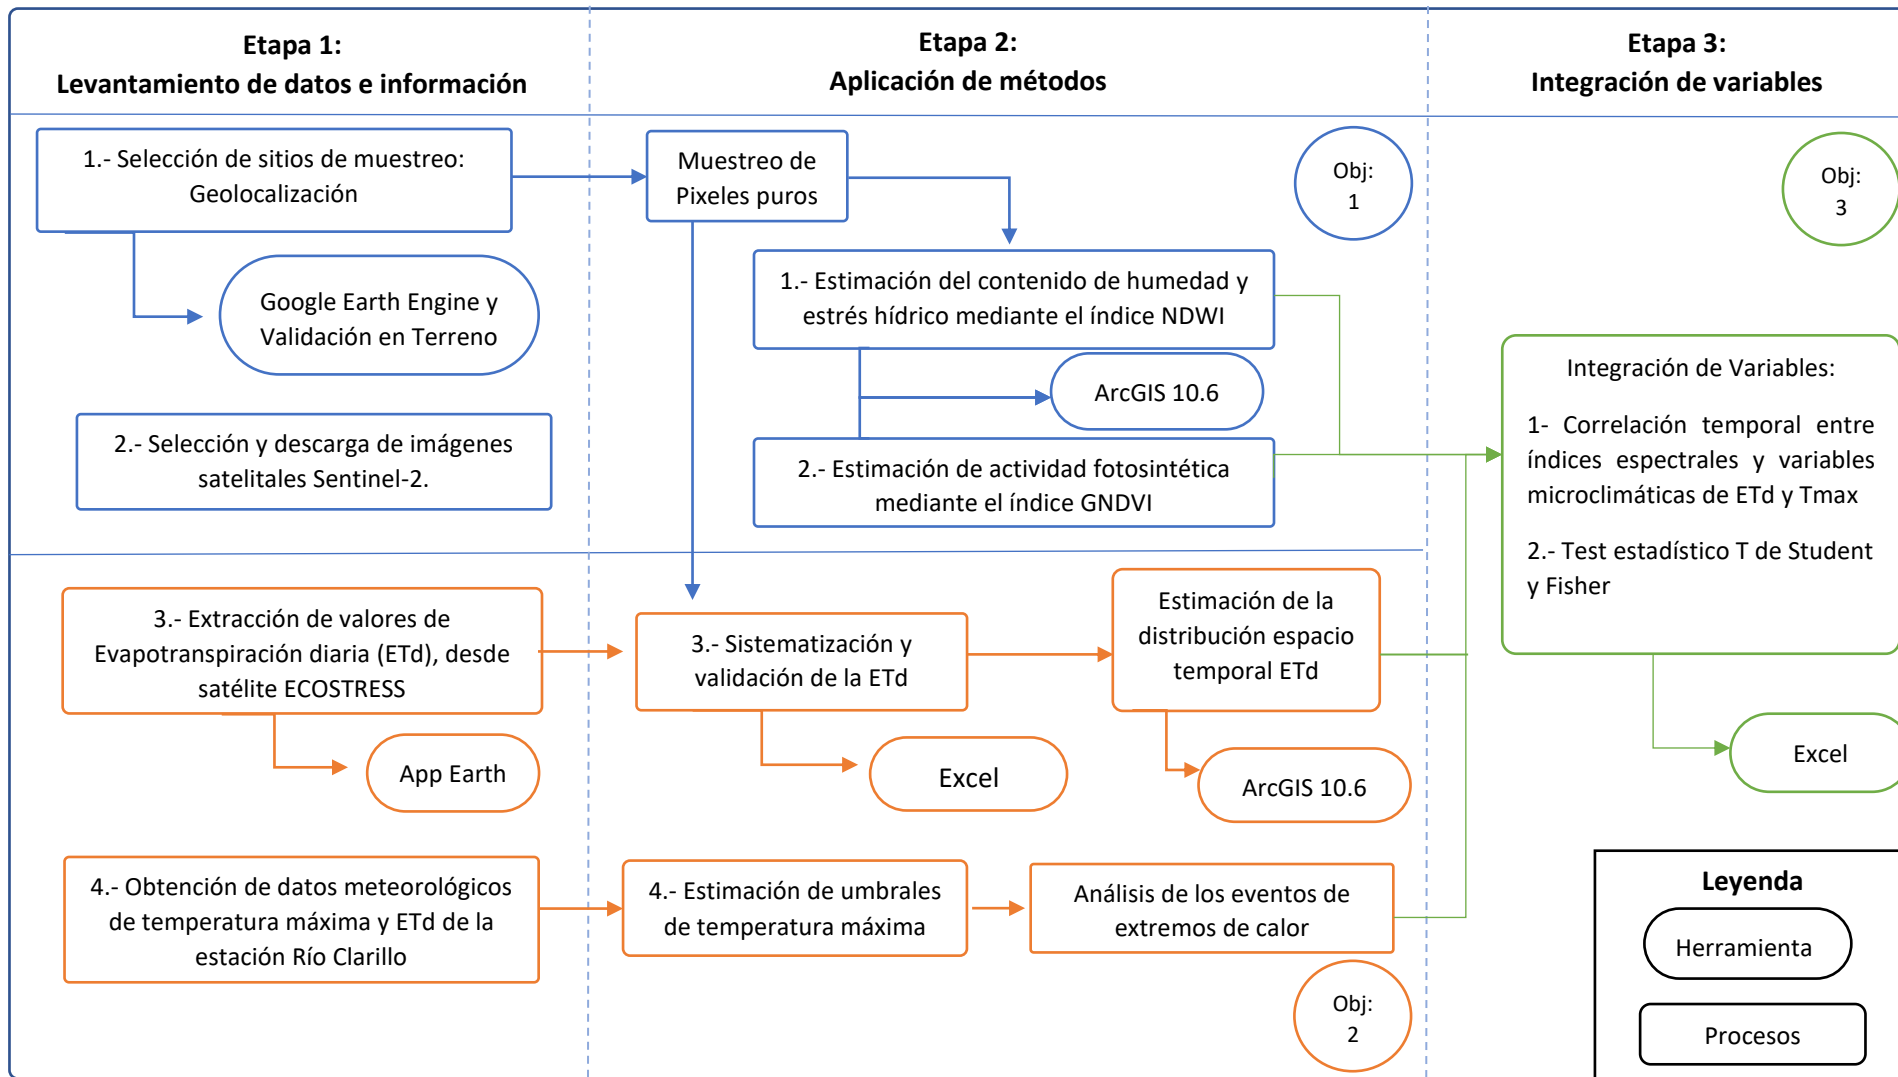 Etapa 1:
Levantamiento de datos e información
Etapa 2:
Aplicación de métodos
Etapa 3:
Integración de variables
1.- Selección de sitios de muestreo:
Geolocalización
Google Earth Engine y
Validación en Terreno
2.- Selección y descarga de imágenes
satelitales Sentinel-2.
Muestreo de
Pixeles puros
Obj:
1
1.- Estimación del contenido de humedad y
estrés hídrico mediante el índice NDWI
ArcGIS 10.6
2.- Estimación de actividad fotosintética
mediante el índice GNDVI
Obj:
3
Integración de Variables:
1- Correlación temporal entre
índices espectrales y variables
microclimáticas de ETd y Tmax
2.- Test estadístico T de Student
y Fisher
Excel
3.- Extracción de valores de
Evapotranspiración diaria (ETd), desde
satélite ECOSTRESS
App Earth
3.- Sistematización y
validación de la ETd
Excel
Estimación de la
distribución espacio
temporal ETd
ArcGIS 10.6
4.- Obtención de datos meteorológicos
de temperatura máxima y ETd de la
estación Río Clarillo
4.- Estimación de umbrales
de temperatura máxima
Análisis de los eventos de
extremos de calor
Obj:
2
Leyenda
Herramienta
Procesos